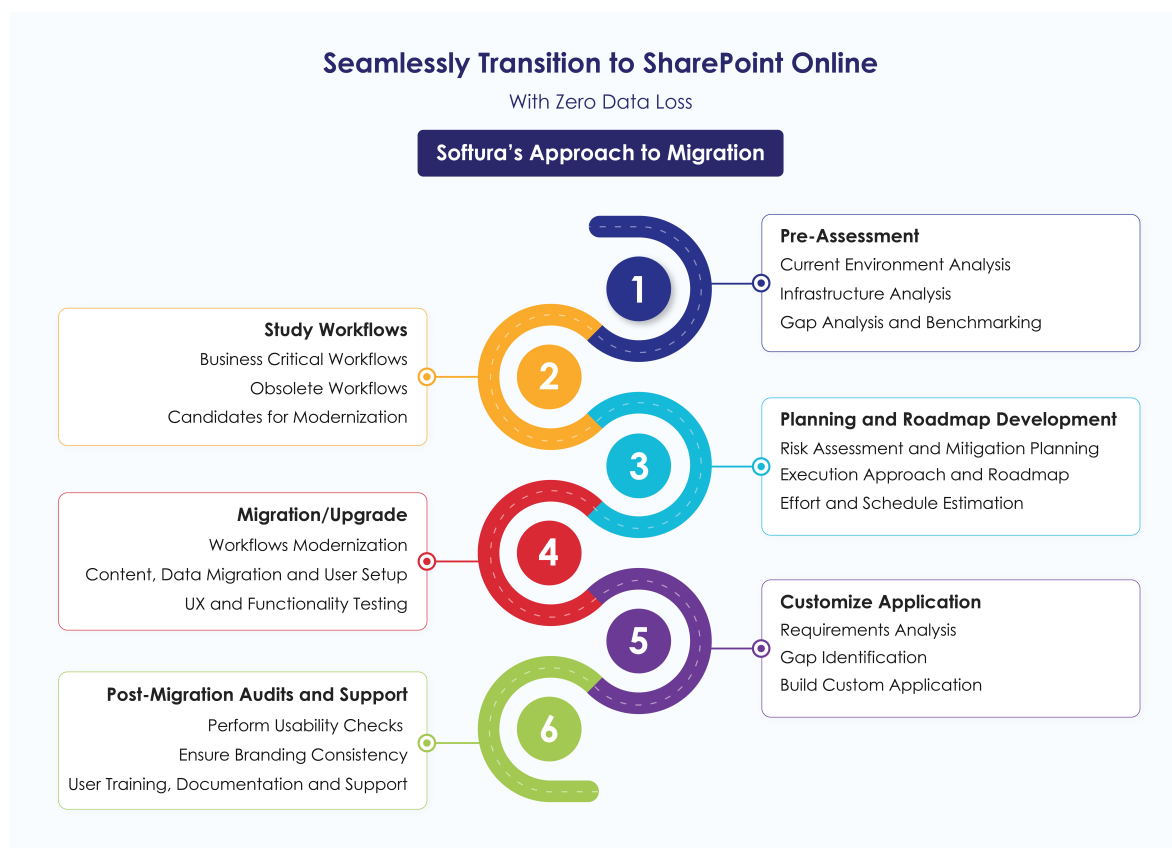 Seamlessly Transition to SharePoint Online
With Zero Data Loss
Softura's Approach to Migration
1
Pre-Assessment
Current Environment Analysis
Infrastructure Analysis
Gap Analysis and Benchmarking
2
Study Workflows
Business Critical Workflows
Obsolete Workflows
Candidates for Modernization
3
Planning and Roadmap Development
Risk Assessment and Mitigation Planning
Execution Approach and Roadmap
Effort and Schedule Estimation
4
Migration/Upgrade
Workflows Modernization
Content, Data Migration and User Setup
UX and Functionality Testing
5
Customize Application
Requirements Analysis
Gap Identification
Build Custom Application
6
Post-Migration Audits and Support
Perform Usability Checks
Ensure Branding Consistency
User Training, Documentation and Support